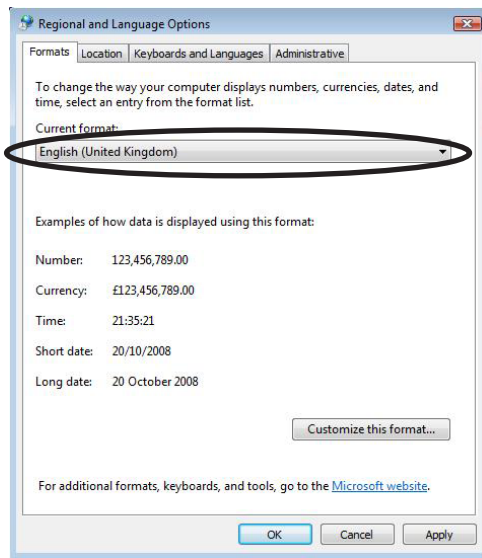 Regional and Language Options
Formats Location Keyboards and Languages Administrative
To change the way your computer displays numbers, currencies, dates, and
time, select an entry from the format list.
Current format:
English (United Kingdom)
Examples of how data is displayed using this format:
Number: 123,456,789.00
Currency: £123,456,789.00
Time: 21:35:21
Short date: 20/10/2008
Long date: 20 October 2008
Customize this format...
For additional formats, keyboards, and tools, go to the Microsoft website.
OK Cancel Apply